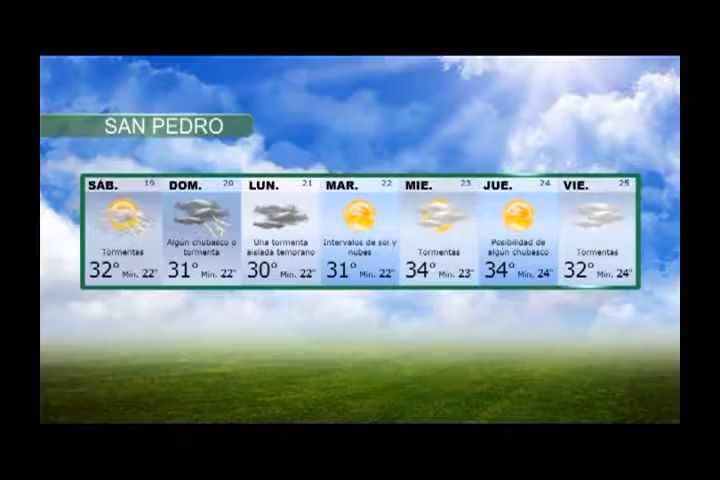 SAN PEDRO
SÁB. 19
Tormentas
32° Mín. 22°
DOM. 20
Algún chubasco o
tormenta
31° Mín. 22°
LUN. 21
Una tormenta
aislada temprano
30° Mín. 22°
MAR. 22
Intervalos de sol y
nubes
31° Mín. 22°
MIE. 23
Tormentas
34° Mín. 23°
JUE. 24
Posibilidad de
algún chubasco
34° Mín. 24°
VIE. 25
Tormentas
32° Mín. 24°